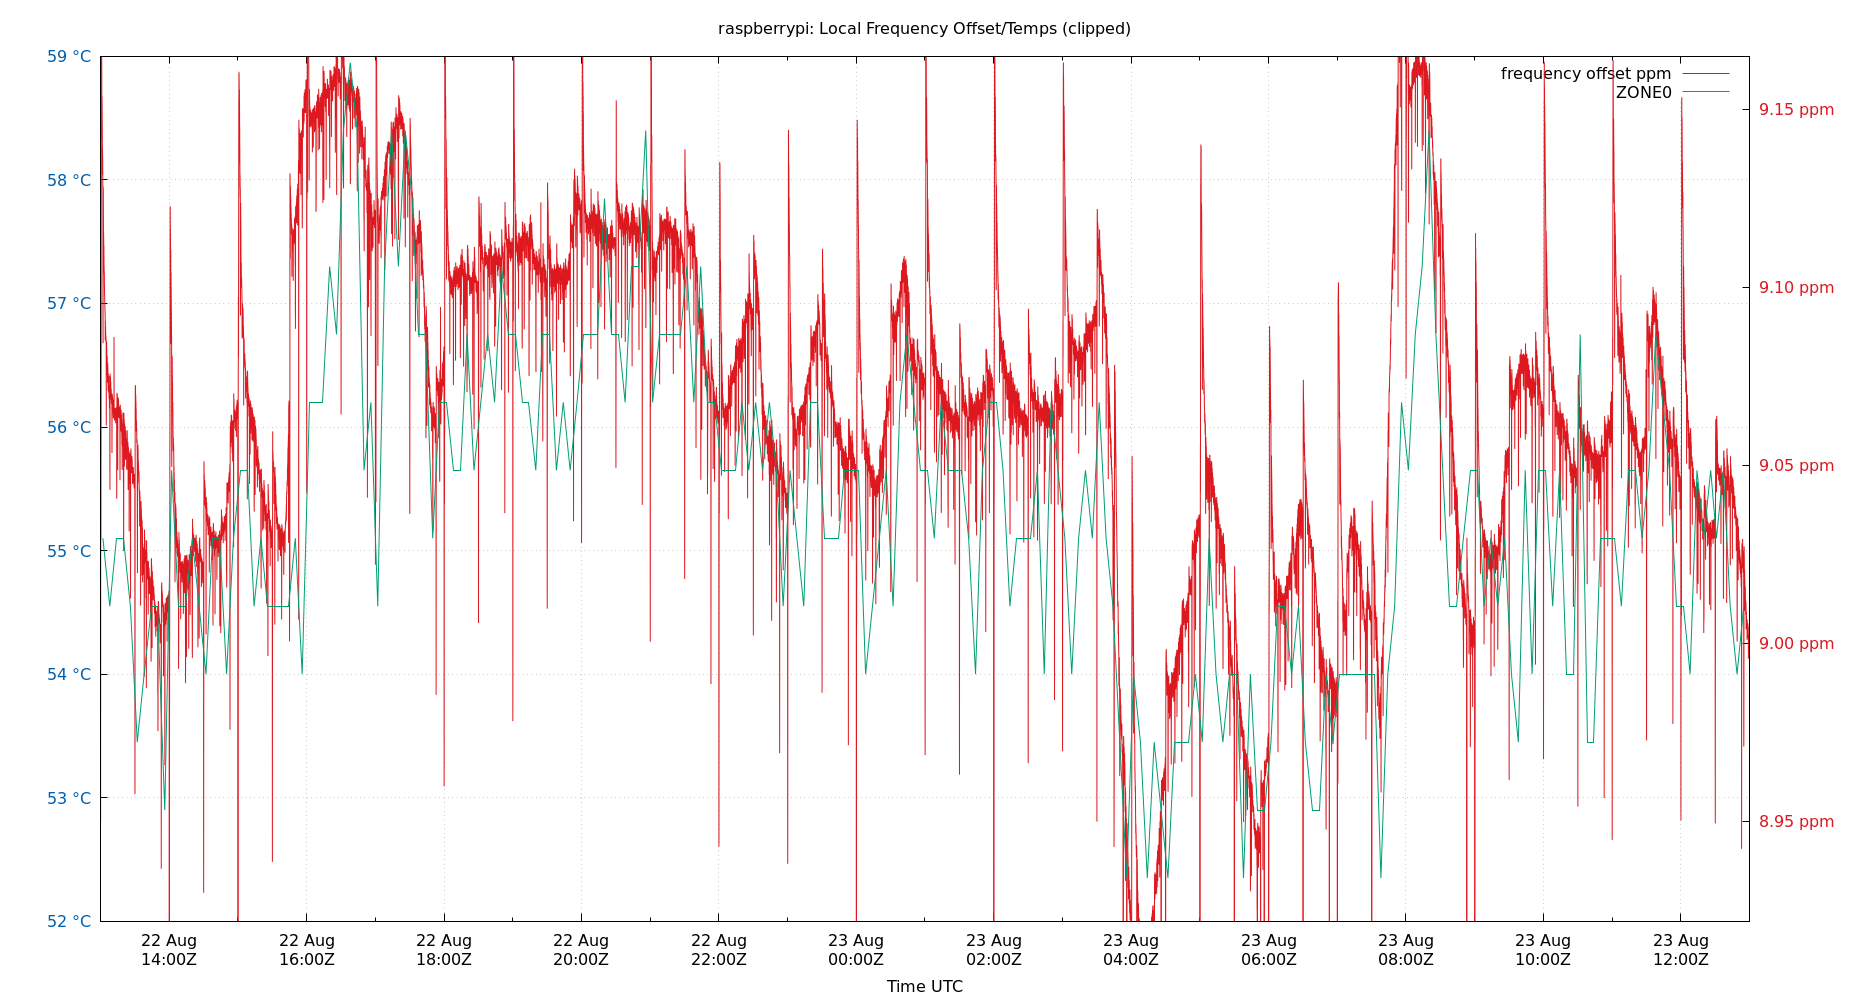 raspberrypi: Local Frequency Offset/Temps (clipped)
59 °C
58 °C
57 °C
56 °C
55 °C
54 °C
53 °C
52 °C
frequency offset ppm
ZONE0
9.15 ppm
9.10 ppm
9.05 ppm
9.00 ppm
8.95 ppm
22 Aug 22 Aug 22 Aug 22 Aug 22 Aug 23 Aug 23 Aug 23 Aug 23 Aug 23 Aug 23 Aug 23 Aug
14:00Z 16:00Z 18:00Z 20:00Z 22:00Z 00:00Z 02:00Z 04:00Z 06:00Z 08:00Z 10:00Z 12:00Z
Time UTC